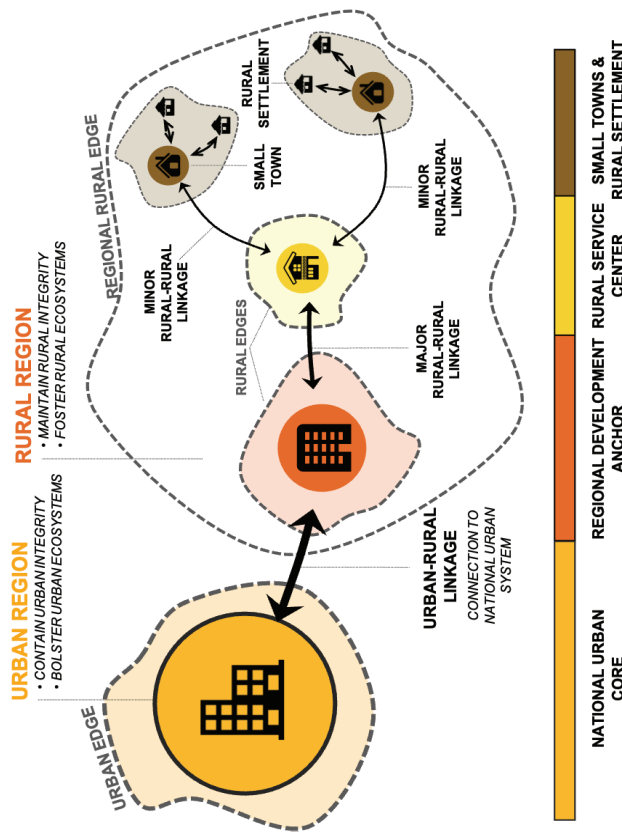 URBAN REGION
• CONTAIN URBAN INTEGRITY
• BOLSTER URBAN ECOSYSTEMS
RURAL REGION
• MAINTAIN RURAL INTEGRITY
• FOSTER RURAL ECOSYSTEMS
URBAN EDGE
REGIONAL RURAL EDGE
RURAL EDGES
MINOR
RURAL-RURAL
LINKAGE
SMALL
TOWN
RURAL
SETTLEMENT
URBAN-RURAL
LINKAGE
CONNECTION TO
NATIONAL URBAN
SYSTEM
MAJOR
RURAL-RURAL
LINKAGE
MINOR
RURAL-RURAL
LINKAGE
NATIONAL URBAN
CORE
REGIONAL DEVELOPMENT
ANCHOR
RURAL SERVICE
CENTER
SMALL TOWNS &
RURAL SETTLEMENT